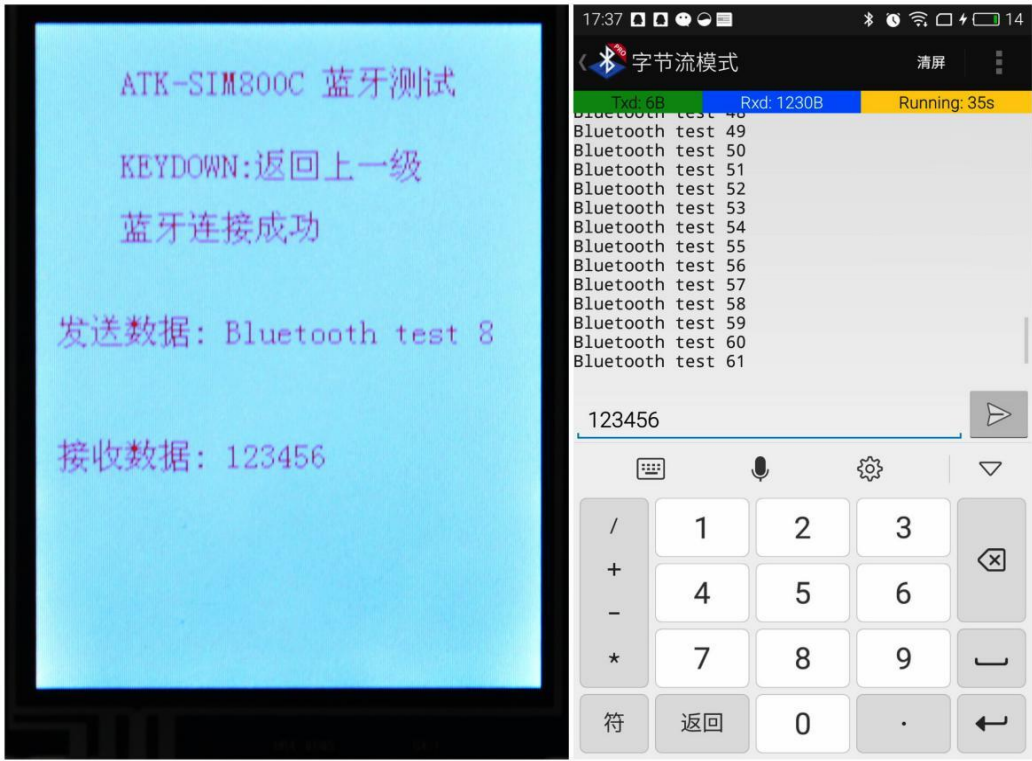 ATK-SIM800C 蓝牙测试
KEYDOWN:返回上一级
蓝牙连接成功
发送数据: Bluetooth test 8
接收数据: 123456
17:37
14
PRO
字节流模式
清屏
Txd: 6B
Rxd: 1230B
Running: 35s
Bluetooth test 48
Bluetooth test 49
Bluetooth test 50
Bluetooth test 51
Bluetooth test 52
Bluetooth test 53
Bluetooth test 54
Bluetooth test 55
Bluetooth test 56
Bluetooth test 57
Bluetooth test 58
Bluetooth test 59
Bluetooth test 60
Bluetooth test 61
123456
/ 1 2 3
+
- 4 5 6
* 7 8 9
符 返回 0 .